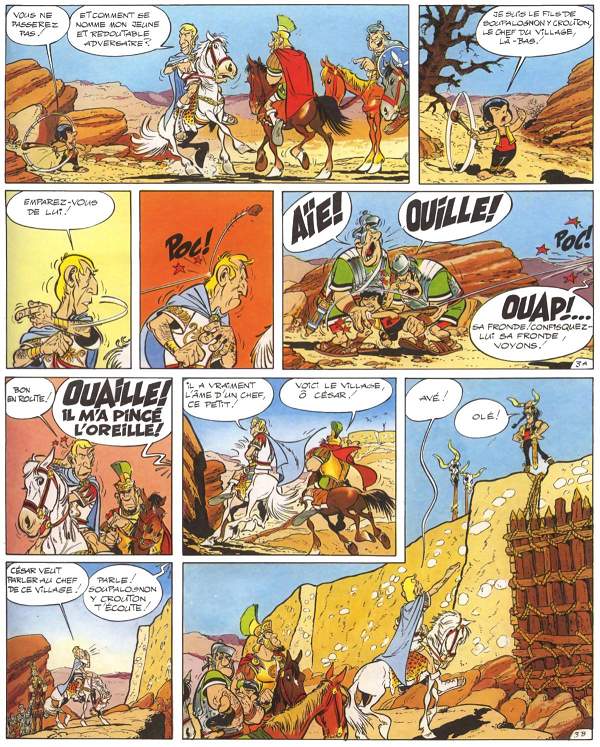 VOUS NE
PASSEREZ
PAS!
ET COMMENT SE
NOMME MON JEUNE
ET REDOUTABLE
ADVERSAIRE?
JE SUIS LE FILS DE
SOUPALOGNON Y CROUTON,
LE CHEF DU VILLAGE,
LÀ-BAS!
EMPAREZ-VOUS
DE LUI!
POC!
AÏE!
OUILLE!
POC!
OUAP!...
SA FRONDE! CONFISQUEZ-
LUI SA FRONDE,
VOYONS!
3A
BON
EN ROUTE!
OUAILLE!
IL M'A PINCÉ
L'OREILLE!
IL A VRAIMENT
L'ÂME D'UN CHEF,
CE PETIT!
VOICI LE VILLAGE,
Ô CÉSAR!
AVÉ!
OLÉ!
CÉSAR VEUT
PARLER AU CHEF
DE CE VILLAGE!
PARLE!
SOUPALOGNON
Y CROUTON
T'ÉCOUTE!
3B